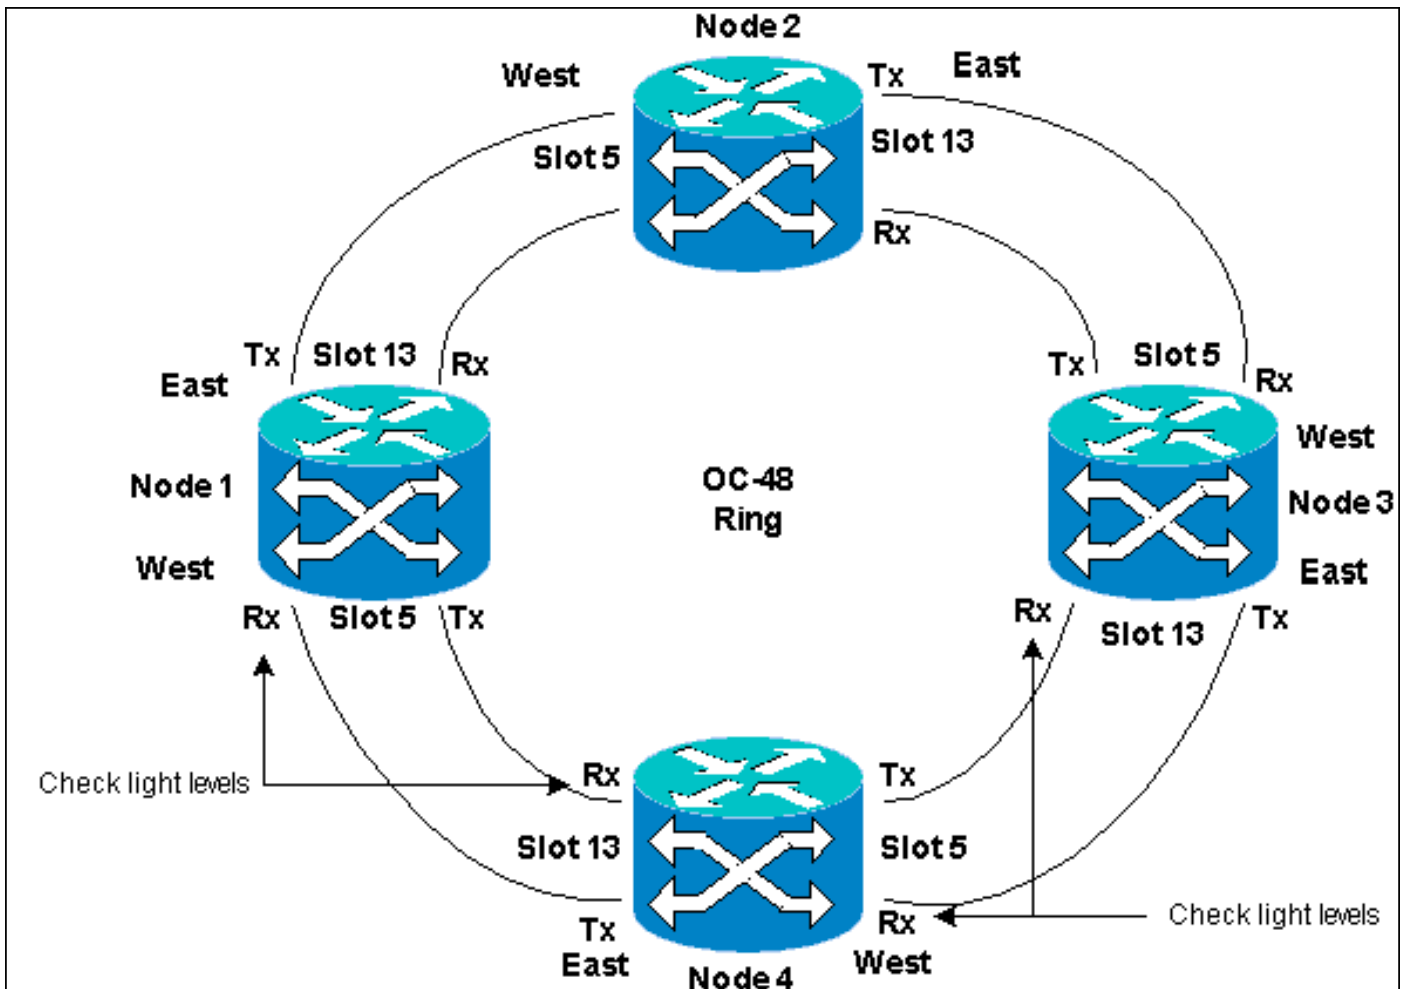 Node 2
West
Tx
East
Slot 5
Slot 13
Rx
Tx
Slot 13
Rx
East
Tx
Slot 5
Rx
West
Node 1
OC-48
Ring
Node 3
West
East
Rx
Slot 5
Tx
Rx
Slot 13
Tx
Check light levels
Rx
Tx
Slot 13
Slot 5
Check light levels
Tx
Rx
East
West
Node 4